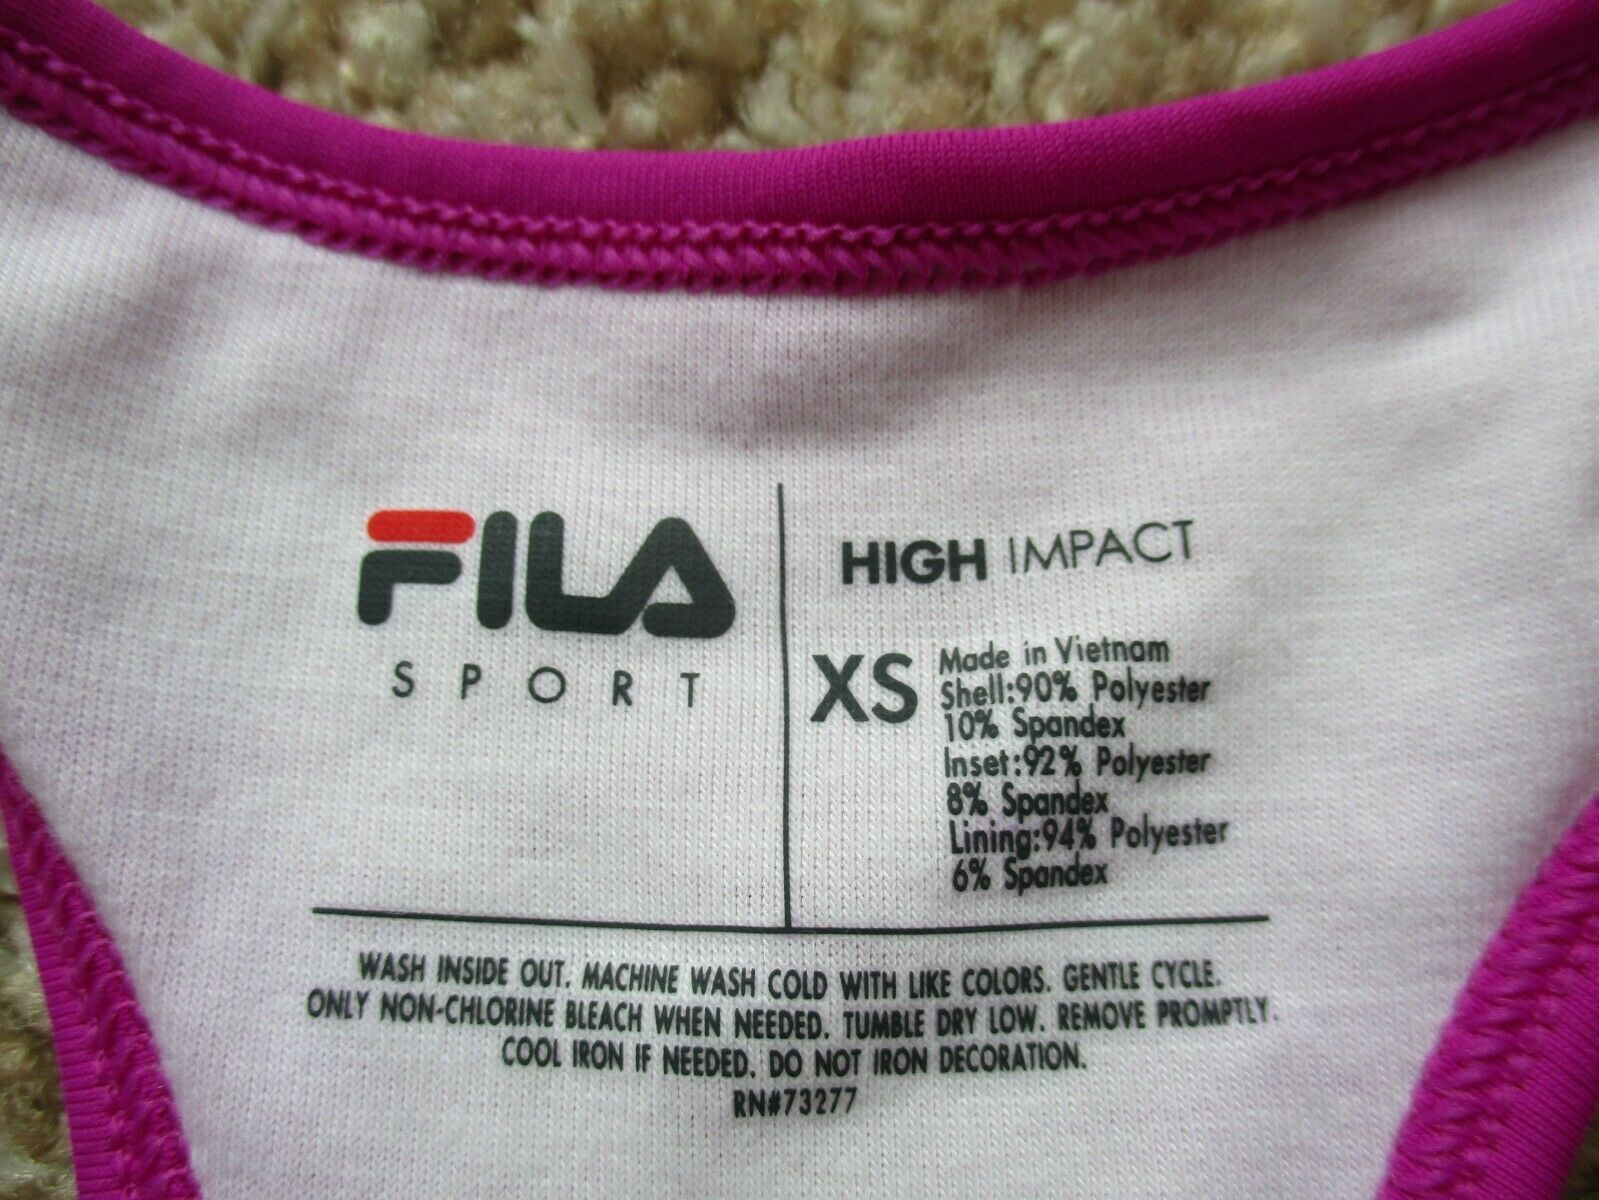 FILA
SPORT
HIGH IMPACT
XS
Made in Vietnam
Shell:90% Polyester
10% Spandex
Inset:92% Polyester
8% Spandex
Lining:94% Polyester
6% Spandex
WASH INSIDE OUT. MACHINE WASH COLD WITH LIKE COLORS. GENTLE CYCLE.
ONLY NON-CHLORINE BLEACH WHEN NEEDED. TUMBLE DRY LOW. REMOVE PROMPTLY.
COOL IRON IF NEEDED. DO NOT IRON DECORATION.
RN#73277